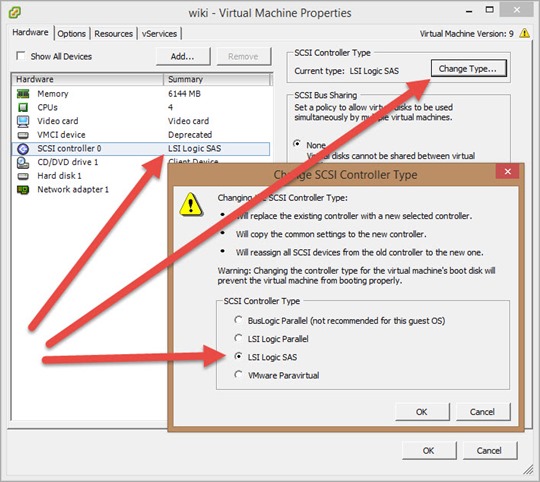 wiki - Virtual Machine Properties
Hardware Options Resources vServices
Virtual Machine Version: 9
Show All Devices
Add...
Remove
Hardware Summary
Memory 6144 MB
CPUs 4
Video card Video card
VMCI device Deprecated
SCSI controller 0 LSI Logic SAS
CD/DVD drive 1 Client Device
Hard disk 1
Network adapter 1
SCSI Controller Type
Current type: LSI Logic SAS
Change Type...
SCSI Bus Sharing
Set a policy to allow virtual disks to be used
simultaneously by multiple virtual machines.
None
Virtual disks cannot be shared between virtual
Change SCSI Controller Type
Changing the SCSI Controller Type:
Will replace the existing controller with a new selected controller.
Will copy the common settings to the new controller.
Will reassign all SCSI devices from the old controller to the new one.
Warning: Changing the controller type for the virtual machine's boot disk will
prevent the virtual machine from booting properly.
SCSI Controller Type
BusLogic Parallel (not recommended for this guest OS)
LSI Logic Parallel
LSI Logic SAS
VMware Paravirtual
OK
Cancel
OK
Cancel